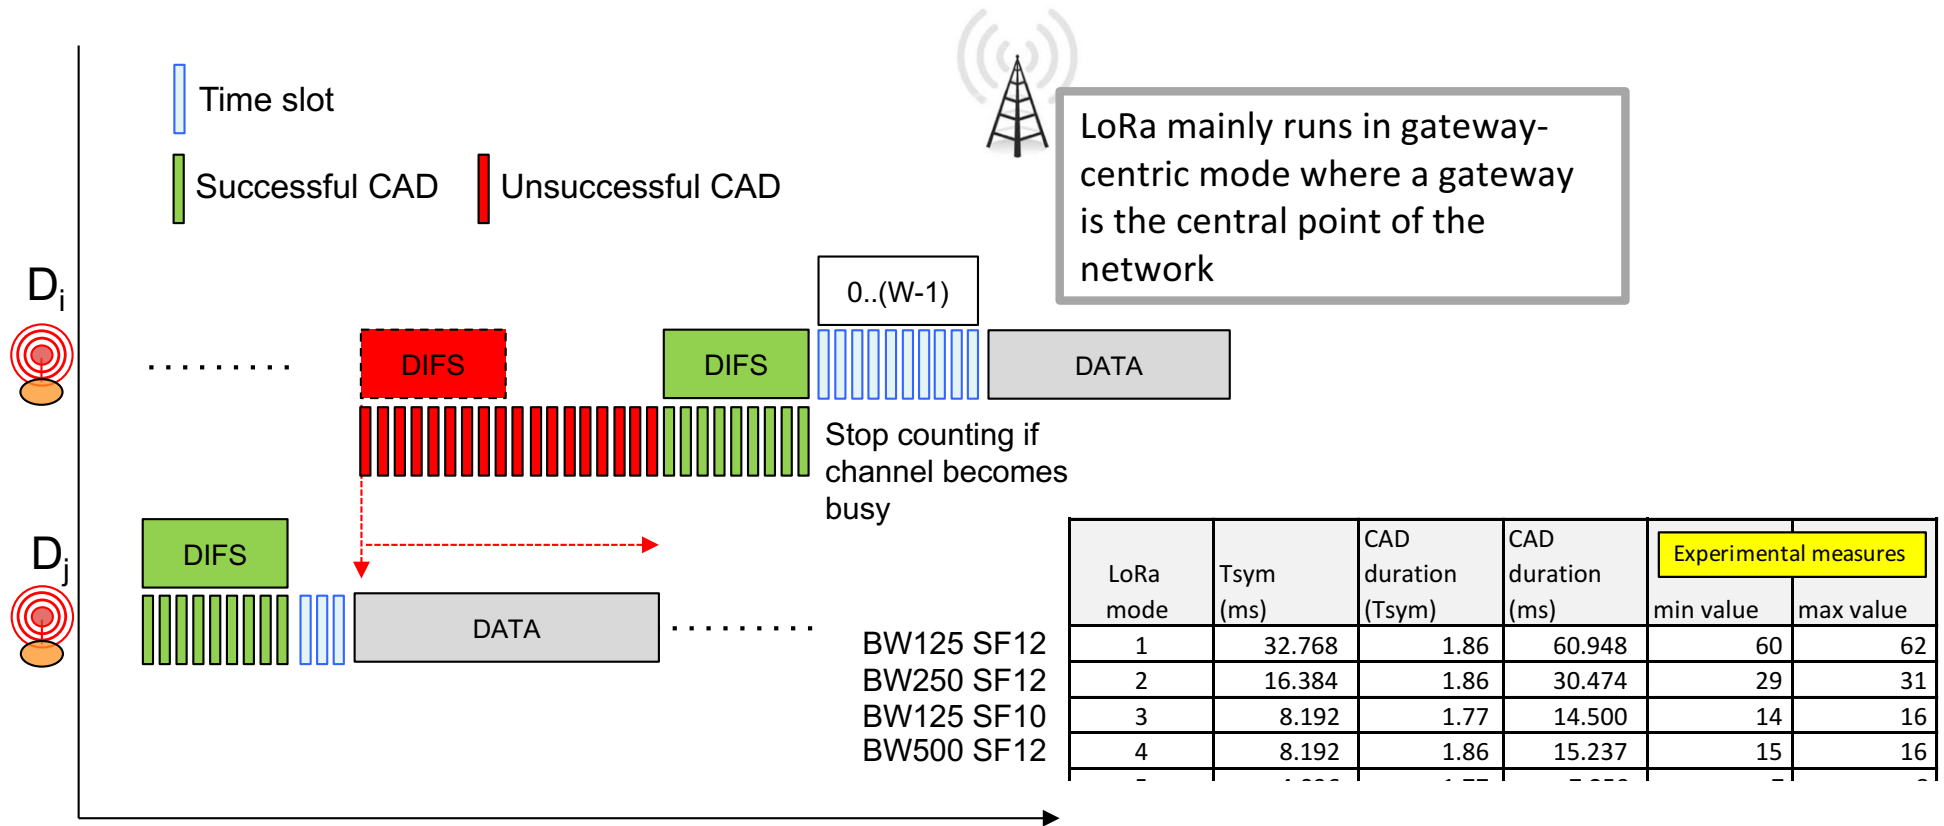 Time slot
Successful CAD
Unsuccessful CAD
LoRa mainly runs in gateway-
centric mode where a gateway
is the central point of the
network
Di
0..(W-1)
DIFS
DIFS
DATA
Stop counting if
channel becomes
busy
Dj
DIFS
DATA
LoRa
mode
Tsym
(ms)
CAD
duration
(Tsym)
CAD
duration
(ms)
Experimental measures
min value
max value
BW125 SF12 1 32.768 1.86 60.948 60 62
BW250 SF12 2 16.384 1.86 30.474 29 31
BW125 SF10 3 8.192 1.77 14.500 14 16
BW500 SF12 4 8.192 1.86 15.237 15 16